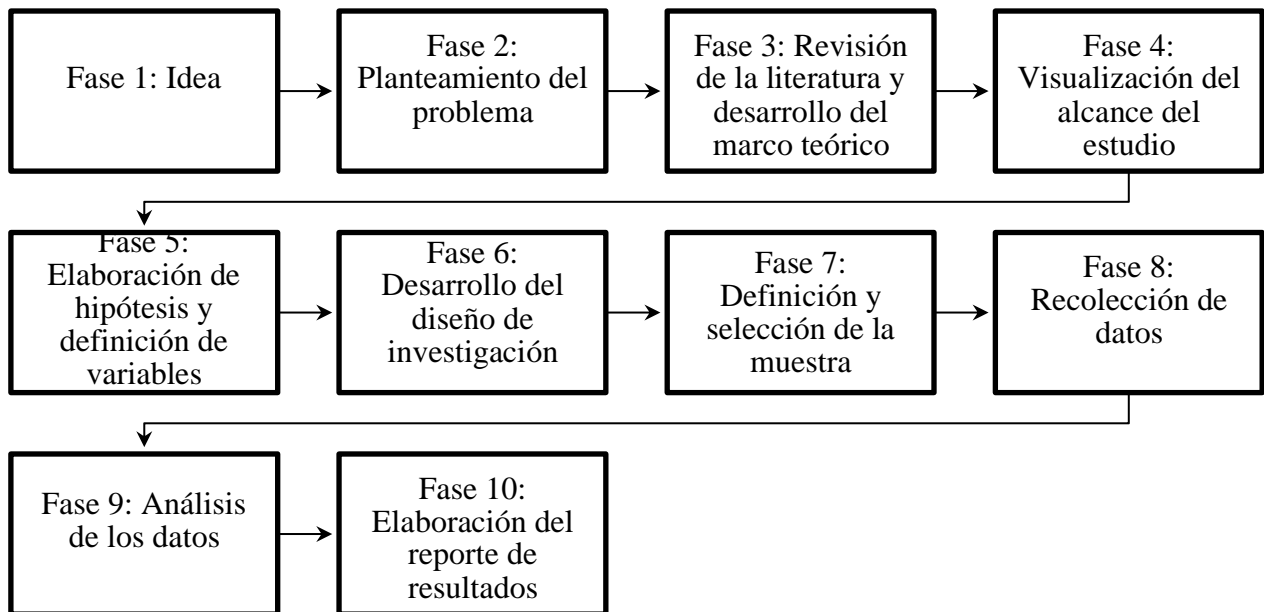 Fase 1: Idea
Fase 2:
Planteamiento del
problema
Fase 3: Revisión
de la literatura y
desarrollo del
marco teórico
Fase 4:
Visualización del
alcance del
estudio
Fase 5:
Elaboración de
hipótesis y
definición de
variables
Fase 6:
Desarrollo del
diseño de
investigación
Fase 7:
Definición y
selección de la
muestra
Fase 8:
Recolección de
datos
Fase 9: Análisis
de los datos
Fase 10:
Elaboración del
reporte de
resultados